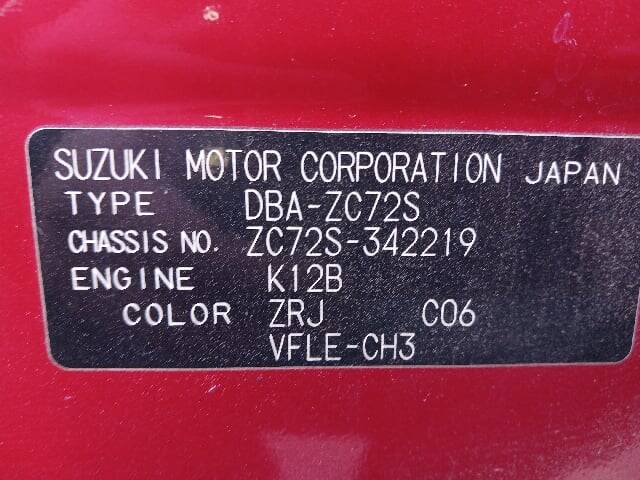 SUZUKI MOTOR CORPORATION JAPAN
TYPE DBA-ZC72S
CHASSIS NO. ZC72S-342219
ENGINE K12B
COLOR ZRJ C06
VFLE-CH3